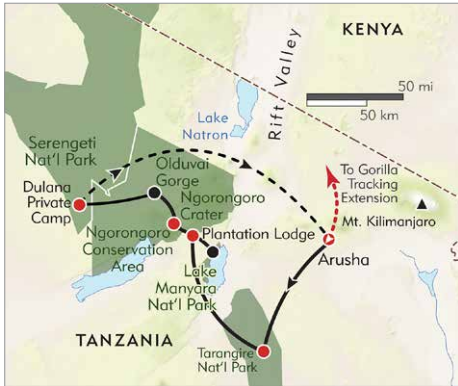 KENYA
50 mi
50 km
Rift Valley
Lake
Natron
Serengeti
Nat'l Park
Olduvai
Gorge
To Gorilla
Tracking
Extension
Dulana
Private
Camp
Ngorongoro
Crater
Mt. Kilimanjaro
Plantation Lodge
Ngorongoro
Conservation
Area
Arusha
Lake
Manyara
Nat'l Park
TANZANIA
Tarangire
Nat'l Park